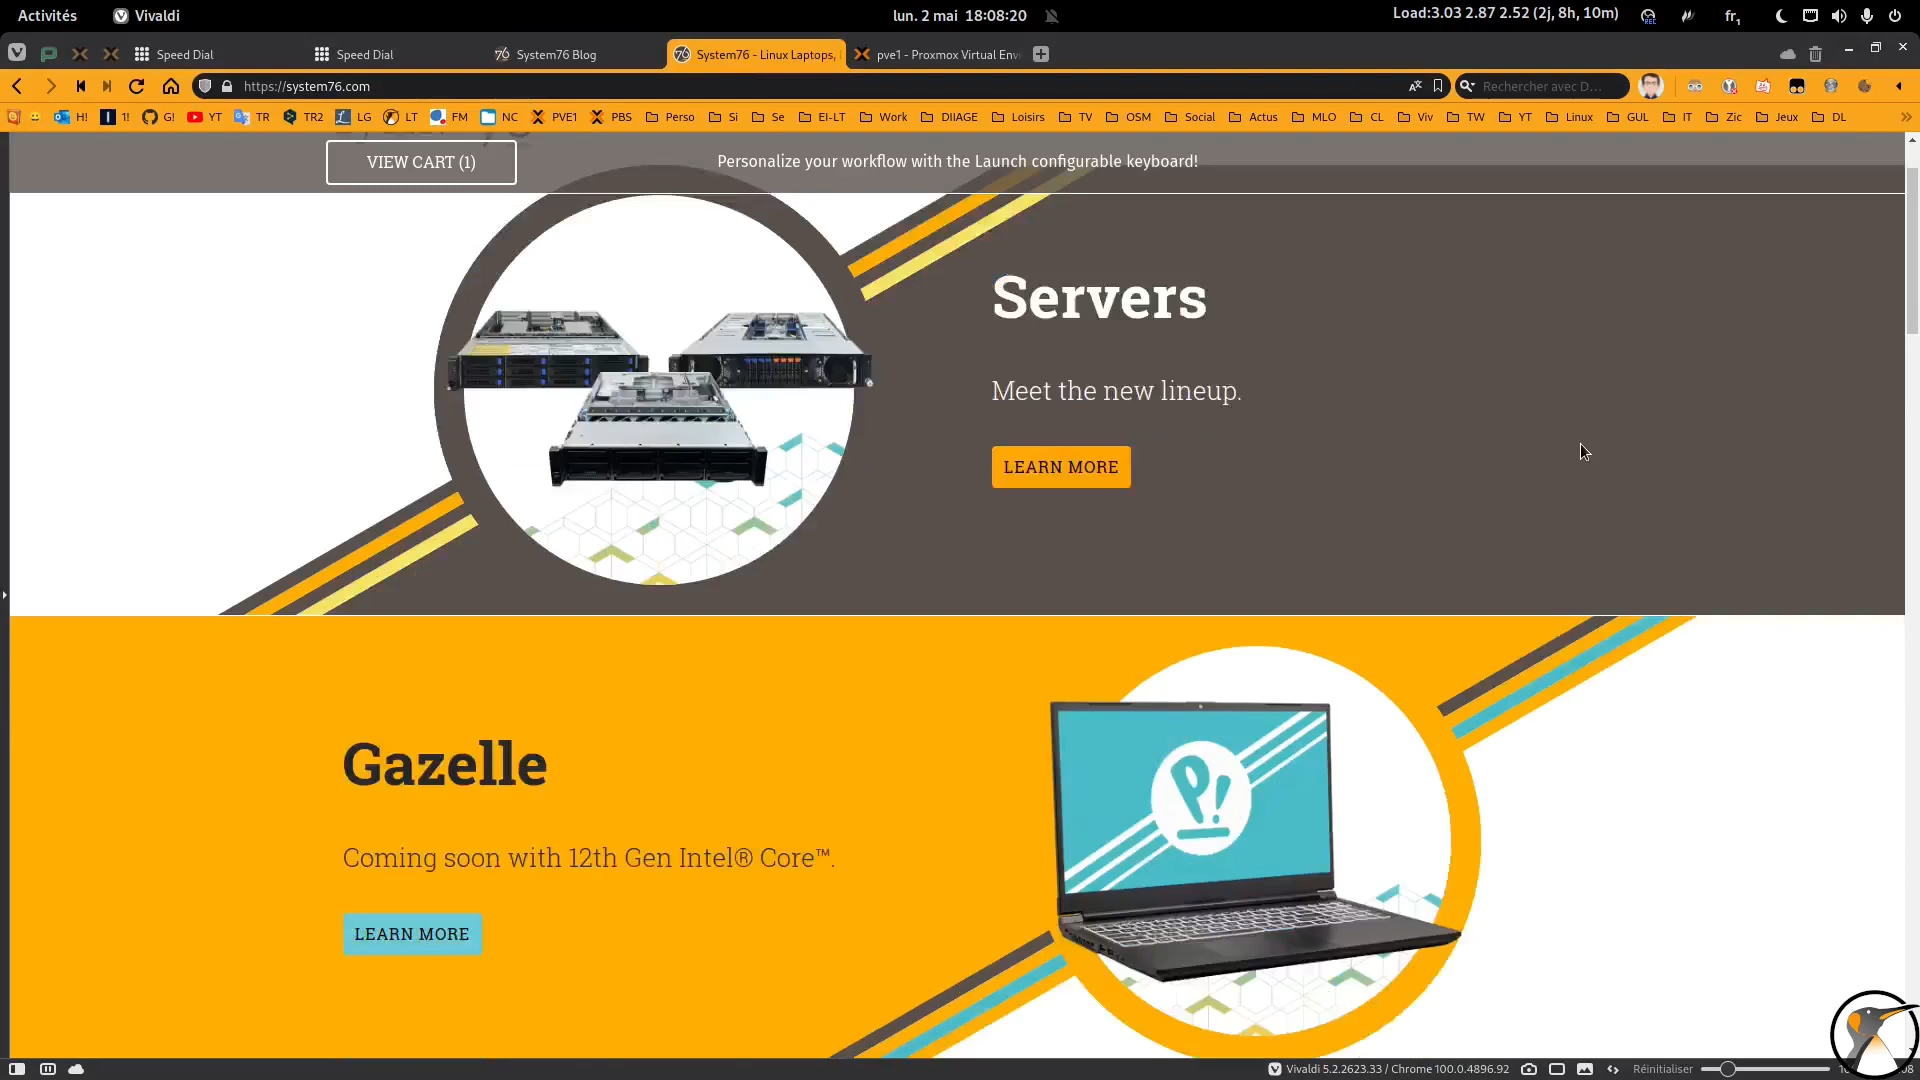 Activités Vivaldi lun. 2 mai 18:08:20 Load:3.03 2.87 2.52 (2j, 8h, 10m) REC fr₁
Speed Dial Speed Dial System76 Blog System76 - Linux Laptops, pve1 - Proxmox Virtual Env
https://system76.com Rechercher avec D…
H! 1! G! YT TR TR2 LG LT FM NC PVE1 PBS Perso Si Se EI-LT Work DIIAGE Loisirs TV OSM Social Actus MLO CL Viv TW YT Linux GUL IT Zic Jeux DL
VIEW CART (1) Personalize your workflow with the Launch configurable keyboard!
Servers
Meet the new lineup.
LEARN MORE
Gazelle
Coming soon with 12th Gen Intel® Core™.
LEARN MORE
P!
Vivaldi 5.2.2623.33 / Chrome 100.0.4896.92 Réinitialiser